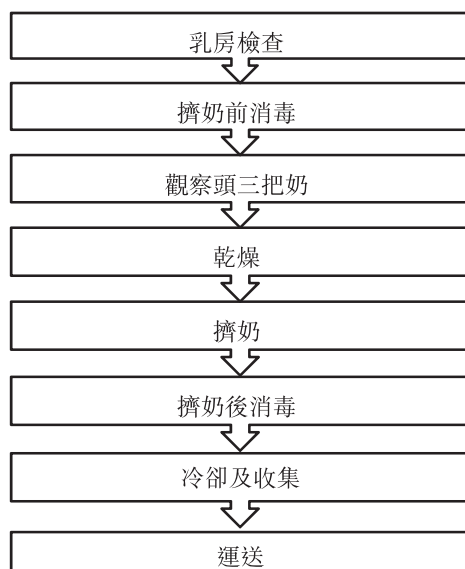 乳房檢查
擠奶前消毒
觀察頭三把奶
乾燥
擠奶
擠奶後消毒
冷卻及收集
運送